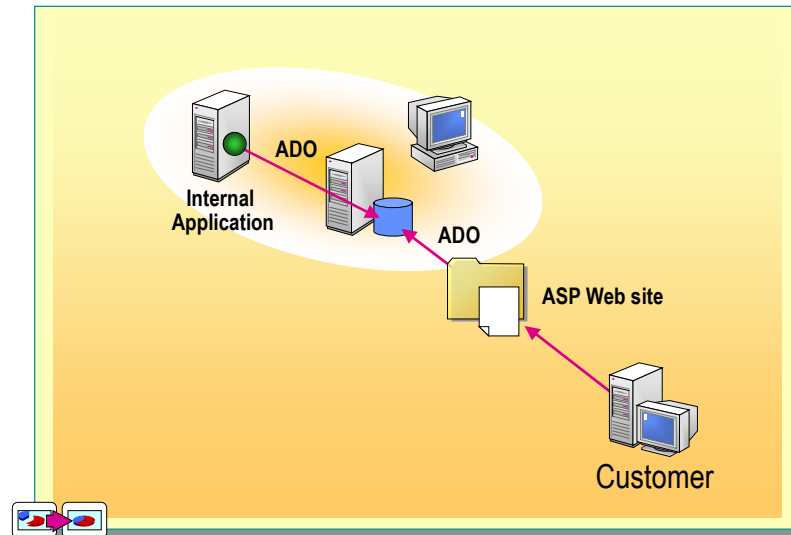 ADO
Internal
Application
ADO
ASP Web site
Customer